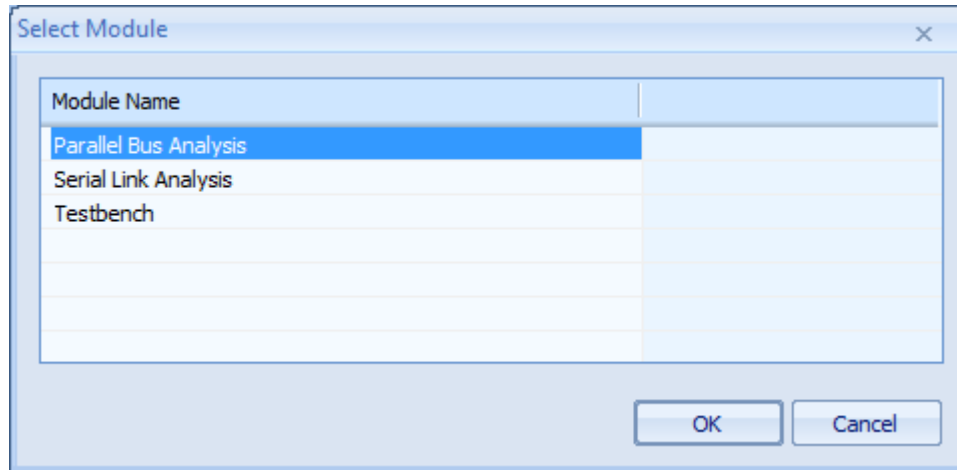 Select Module
Module Name
Parallel Bus Analysis
Serial Link Analysis
Testbench
OK Cancel